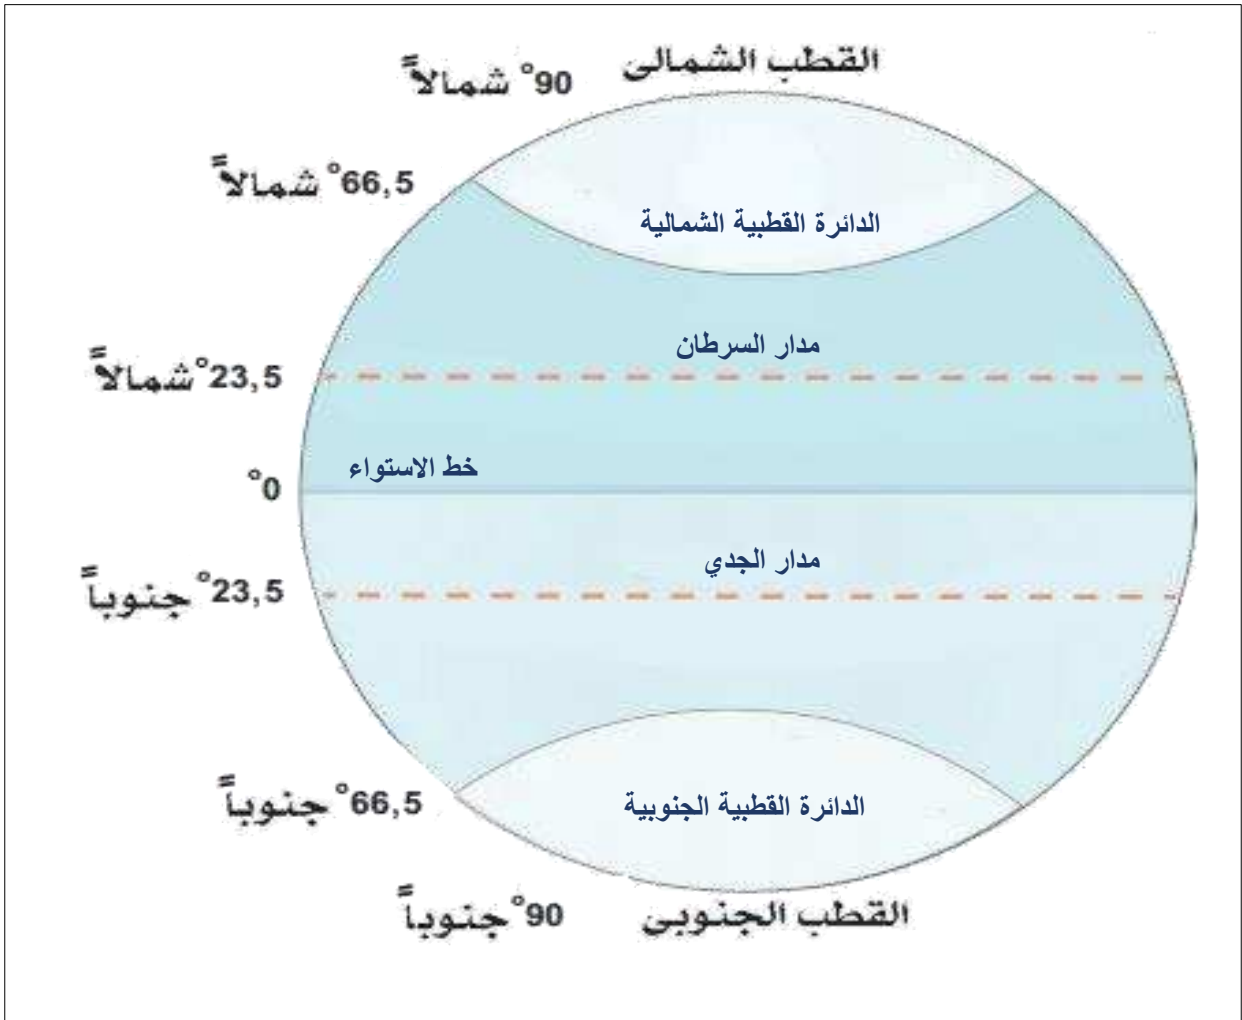 القطب الشمالى
90° شمالاً
66,5° شمالاً
الدائرة القطبية الشمالية
مدار السرطان
23,5° شمالاً
خط الاستواء
0°
مدار الجدي
23,5° جنوباً
66,5° جنوباً
الدائرة القطبية الجنوبية
القطب الجنوبى
90° جنوباً